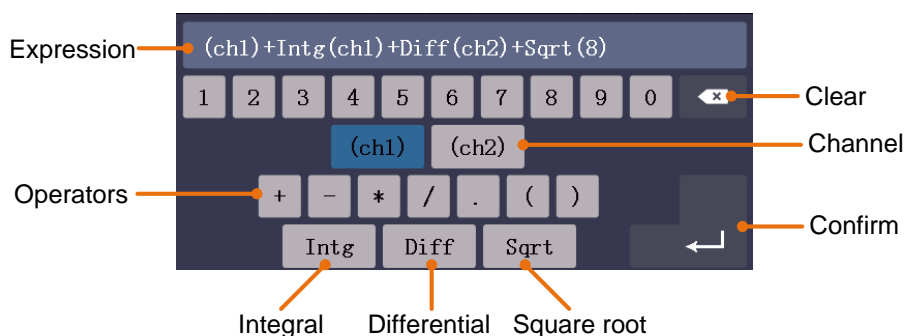 Expression
(ch1)+Intg(ch1)+Diff(ch2)+Sqrt(8)
1 2 3 4 5 6 7 8 9 0
Clear
(ch1) (ch2)
Channel
Operators
+ - * / . ( )
Confirm
Intg Diff Sqrt
Integral Differential Square root